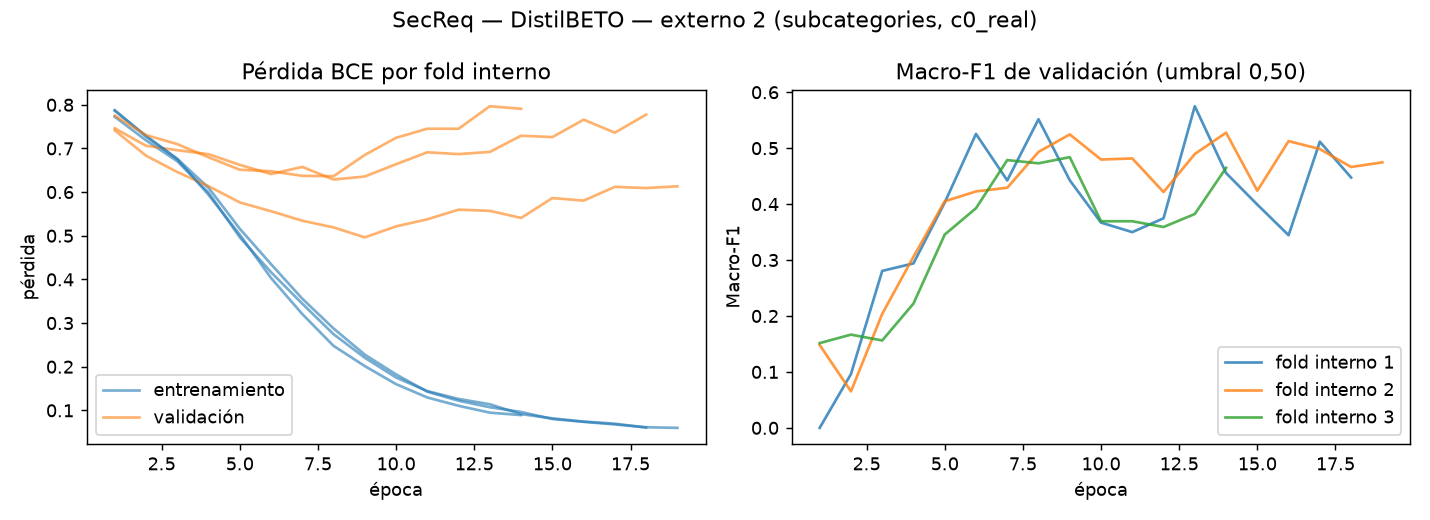 SecReq — DistilBETO — externo 2 (subcategories, c0_real)
Pérdida BCE por fold interno
pérdida
0.8
0.7
0.6
0.5
0.4
0.3
0.2
0.1
entrenamiento
validación
2.5 5.0 7.5 10.0 12.5 15.0 17.5
época
Macro-F1 de validación (umbral 0,50)
Macro-F1
0.6
0.5
0.4
0.3
0.2
0.1
0.0
fold interno 1
fold interno 2
fold interno 3
2.5 5.0 7.5 10.0 12.5 15.0 17.5
época